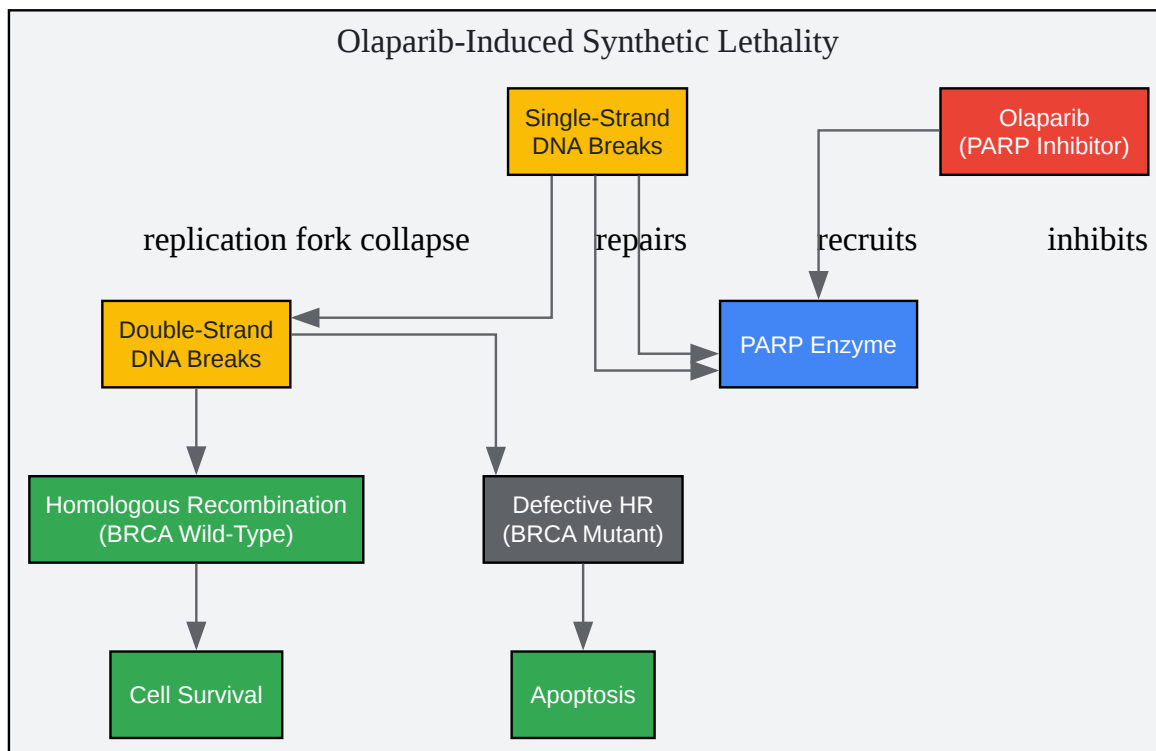 Olaparib-Induced Synthetic Lethality
Single-Strand
DNA Breaks
Olaparib
(PARP Inhibitor)
replication fork collapse
repairs
recruits
inhibits
Double-Strand
DNA Breaks
PARP Enzyme
Homologous Recombination
(BRCA Wild-Type)
Defective HR
(BRCA Mutant)
Cell Survival
Apoptosis